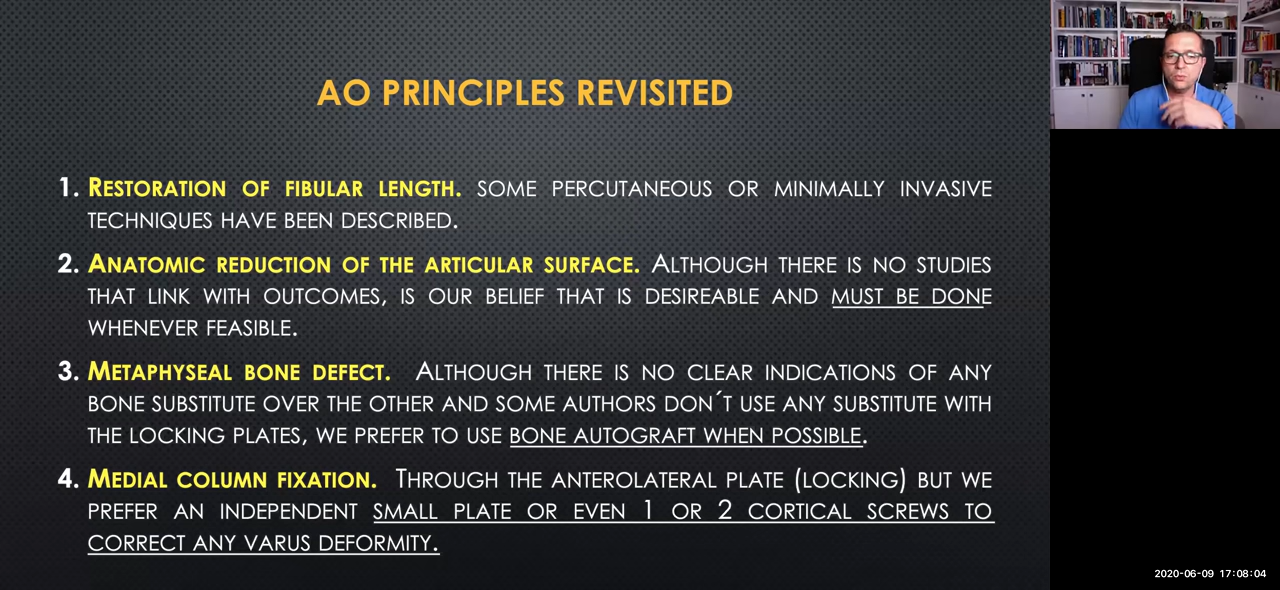 AO PRINCIPLES REVISITED
1. RESTORATION OF FIBULAR LENGTH. SOME PERCUTANEOUS OR MINIMALLY INVASIVE
TECHNIQUES HAVE BEEN DESCRIBED.
2. ANATOMIC REDUCTION OF THE ARTICULAR SURFACE. ALTHOUGH THERE IS NO STUDIES
THAT LINK WITH OUTCOMES, IS OUR BELIEF THAT IS DESIREABLE AND MUST BE DONE
WHENEVER FEASIBLE.
3. METAPHYSEAL BONE DEFECT. ALTHOUGH THERE IS NO CLEAR INDICATIONS OF ANY
BONE SUBSTITUTE OVER THE OTHER AND SOME AUTHORS DON´T USE ANY SUBSTITUTE WITH
THE LOCKING PLATES, WE PREFER TO USE BONE AUTOGRAFT WHEN POSSIBLE.
4. MEDIAL COLUMN FIXATION. THROUGH THE ANTEROLATERAL PLATE (LOCKING) BUT WE
PREFER AN INDEPENDENT SMALL PLATE OR EVEN 1 OR 2 CORTICAL SCREWS TO
CORRECT ANY VARUS DEFORMITY.
2020-06-09 17:08:04